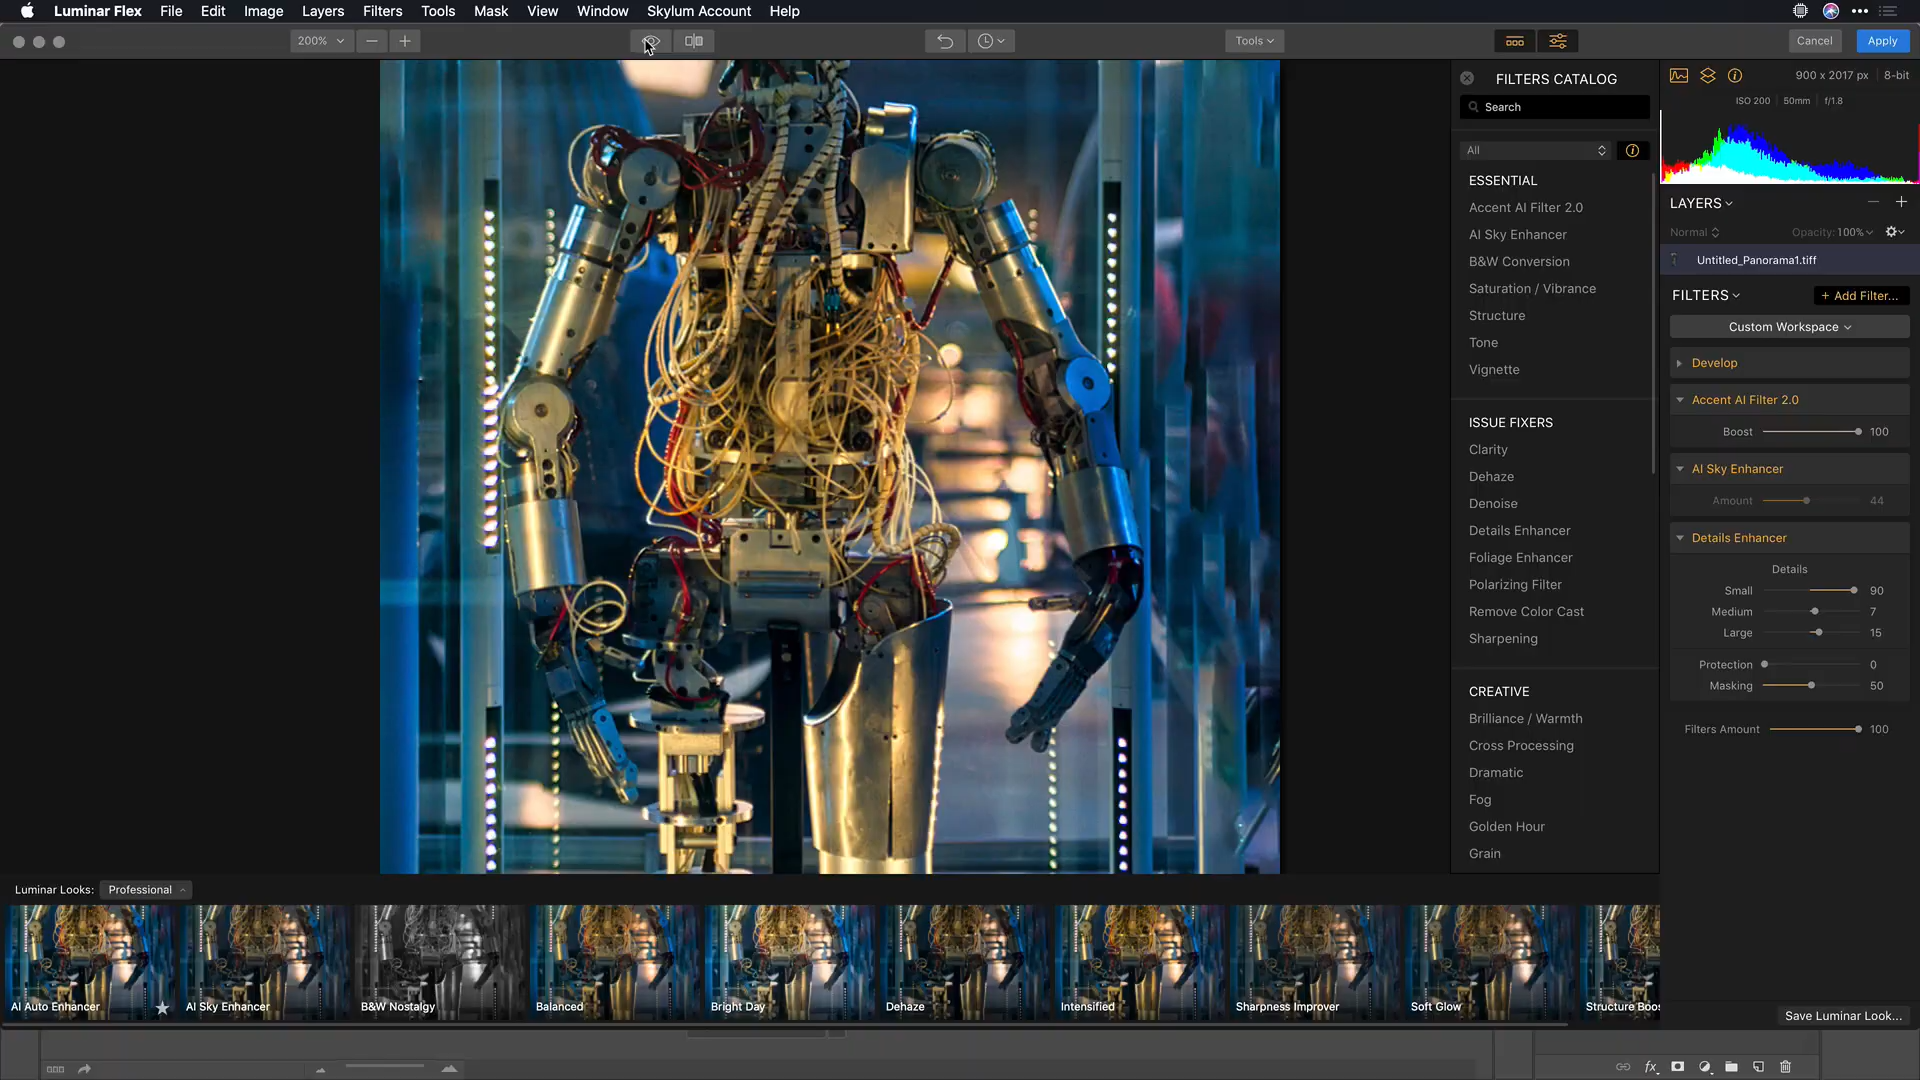 Luminar Flex File Edit Image Layers Filters Tools Mask View Window Skylum Account Help
200% Tools Cancel Apply
FILTERS CATALOG
Search
All
ESSENTIAL
Accent AI Filter 2.0
AI Sky Enhancer
B&W Conversion
Saturation / Vibrance
Structure
Tone
Vignette
ISSUE FIXERS
Clarity
Dehaze
Denoise
Details Enhancer
Foliage Enhancer
Polarizing Filter
Remove Color Cast
Sharpening
CREATIVE
Brilliance / Warmth
Cross Processing
Dramatic
Fog
Golden Hour
Grain
900 x 2017 px 8-bit
ISO 200 50mm f/1.8
LAYERS
Normal Opacity: 100%
Untitled_Panorama1.tiff
FILTERS + Add Filter...
Custom Workspace
Develop
Accent AI Filter 2.0
Boost 100
AI Sky Enhancer
Amount 44
Details Enhancer
Details
Small 90
Medium 7
Large 15
Protection 0
Masking 50
Filters Amount 100
Luminar Looks: Professional
AI Auto Enhancer AI Sky Enhancer B&W Nostalgy Balanced Bright Day Dehaze Intensified Sharpness Improver Soft Glow Structure Boos
Save Luminar Look...
fx